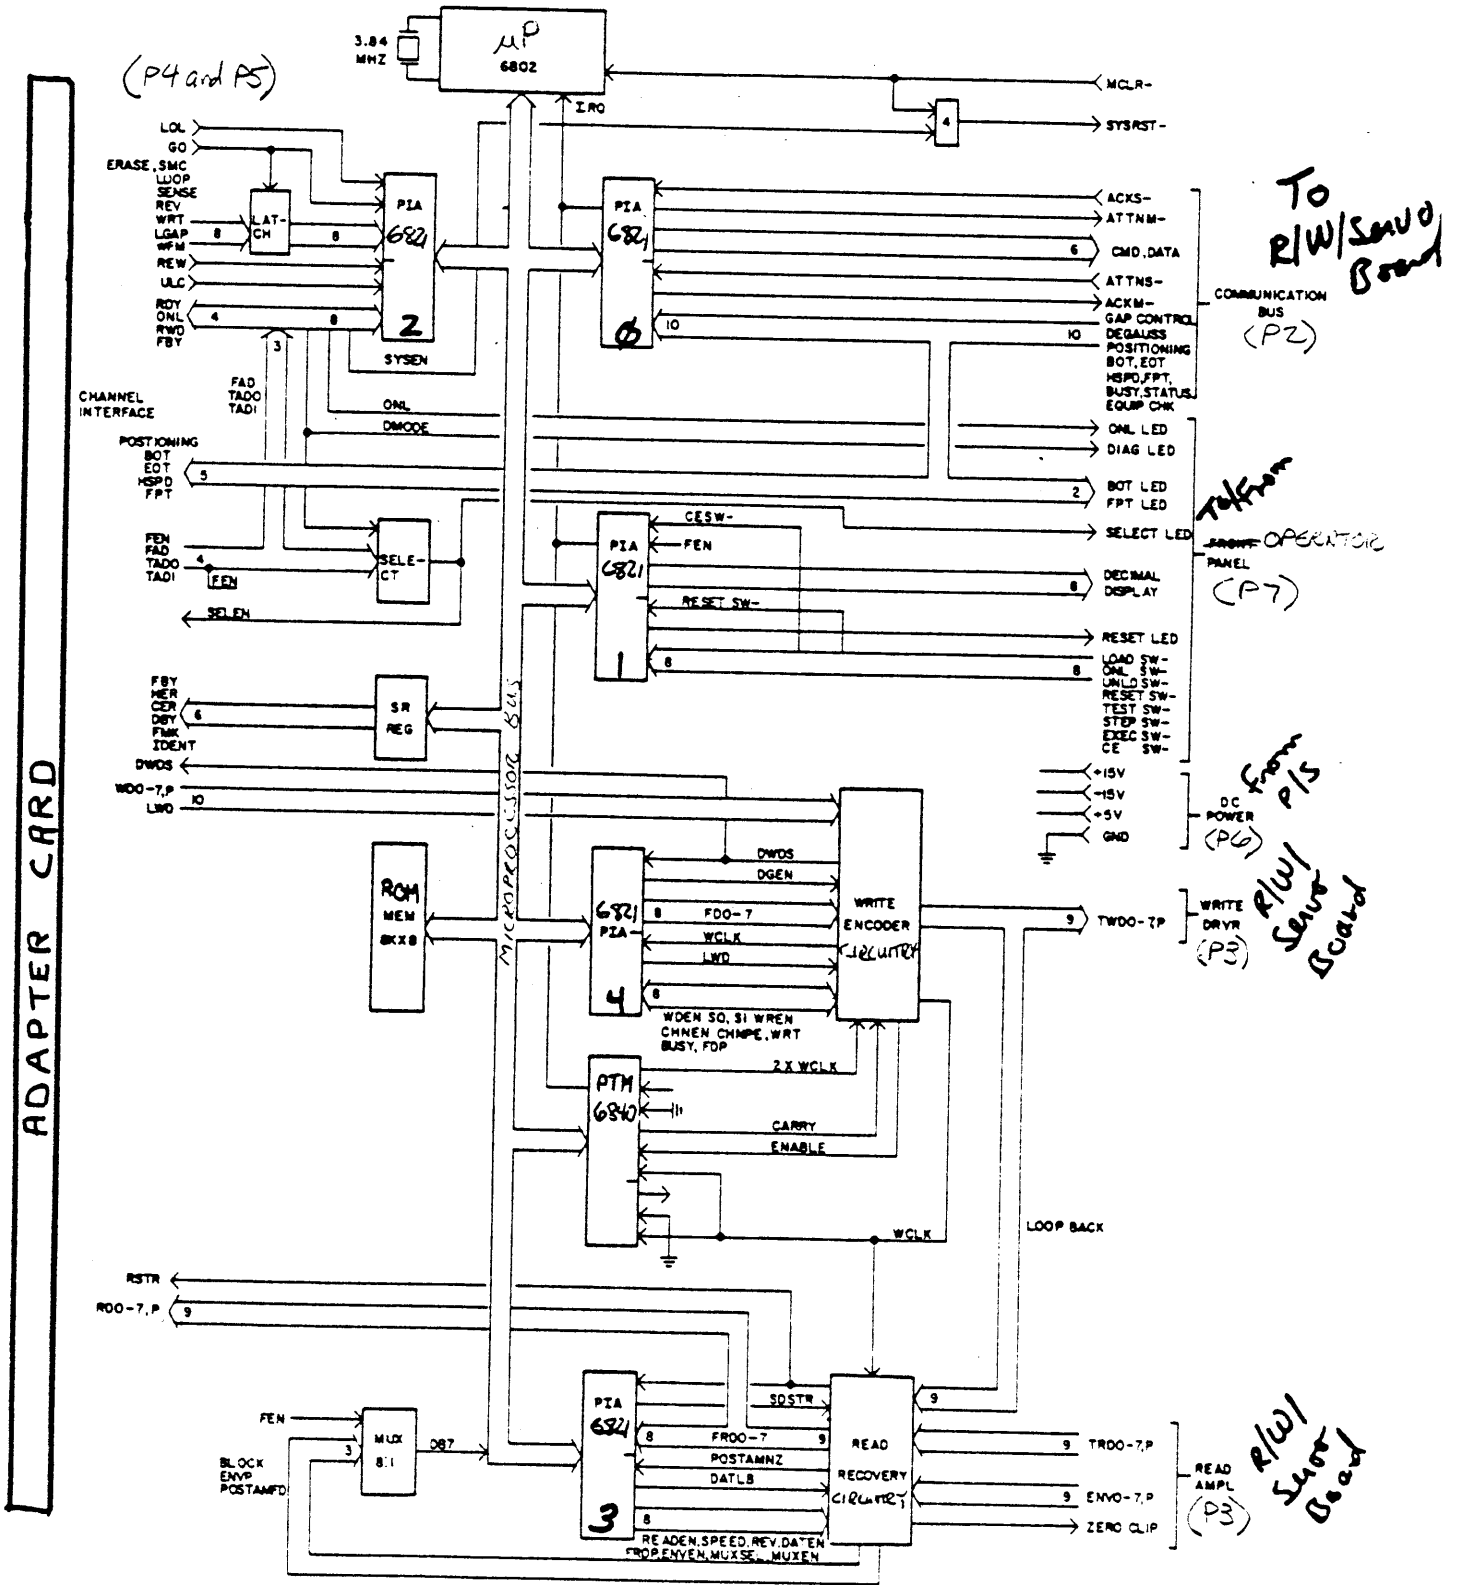 3.84
MHZ
μP
6802
(P4 and P5)
IRQ
MCLR-
4
SYSRST-
LOL
GO
ERASE, SMC
LOOP
SENSE
REV
WRT
LGAP
WFM
8
LAT-
CH
8
REW
ULC
RDY
ONL
RWD
FBY
4
8
3
PIA
6821
2
SYSEN
PIA
6821
0
ACKS-
ATTNM-
6
CMD, DATA
ATTNS-
ACKM-
10
10
GAP CONTROL
DEGAUSS
POSITIONING
BOT, EOT
HSPD, FPT,
BUSY, STATUS
EQUIP CHK
COMMUNICATION
BUS
(P2)
To
R/W/Servo
Board
CHANNEL
INTERFACE
FAD
TADO
TADI
ONL
DMODE
ONL LED
DIAG LED
POSTIONING
BOT
EOT
HSPD
FPT
5
2
BOT LED
FPT LED
SELECT LED
To/From
FRONT OPERATOR
PANEL
(P7)
FEN
FAD
TADO
TADI
4
FEN
SELE-
CT
SELEN
PIA
6821
1
CESW-
FEN
8
DECIMAL
DISPLAY
RESET SW-
RESET LED
8
8
LOAD SW-
ONL SW-
UNLD SW-
RESET SW-
TEST SW-
STEP SW-
EXEC SW-
CE SW-
FBY
HER
CER
DBY
FMK
IDENT
6
SR
REG
MICROPROCESSOR BUS
ADAPTER CARD
DWDS
WDO-7,P
LWD
10
+15V
-15V
+5V
GND
DC
POWER
(P6)
From
P/S
ROM
MEM
8KX8
6821
PIA
4
DWDS
DGEN
8
FDO-7
WCLK
LWD
8
WDEN SO, SI WREN
CHNEN CHMPE, WRT
BUSY, FDP
WRITE
ENCODER
CIRCUITRY
9
TWDO-7,P
WRITE
DRVR
(P3)
R/W/
Servo
Board
PTM
6840
2X WCLK
CARRY
ENABLE
WCLK
LOOP BACK
RSTR
RDO-7,P
9
PIA
6821
3
SDSTR
8
FRDO-7
9
POSTAMNZ
DATLB
8
READEN, SPEED, REV, DATEN
FROP, ENVEN, MUXSEL, MUXEN
READ
RECOVERY
CIRCUITRY
9
FEN
3
MUX
8:1
DB7
BLOCK
ENVP
POSTAMFD
9
TRDO-7,P
9
ENVO-7,P
ZERO CLIP
READ
AMPL
(P3)
R/W/
Servo
Board